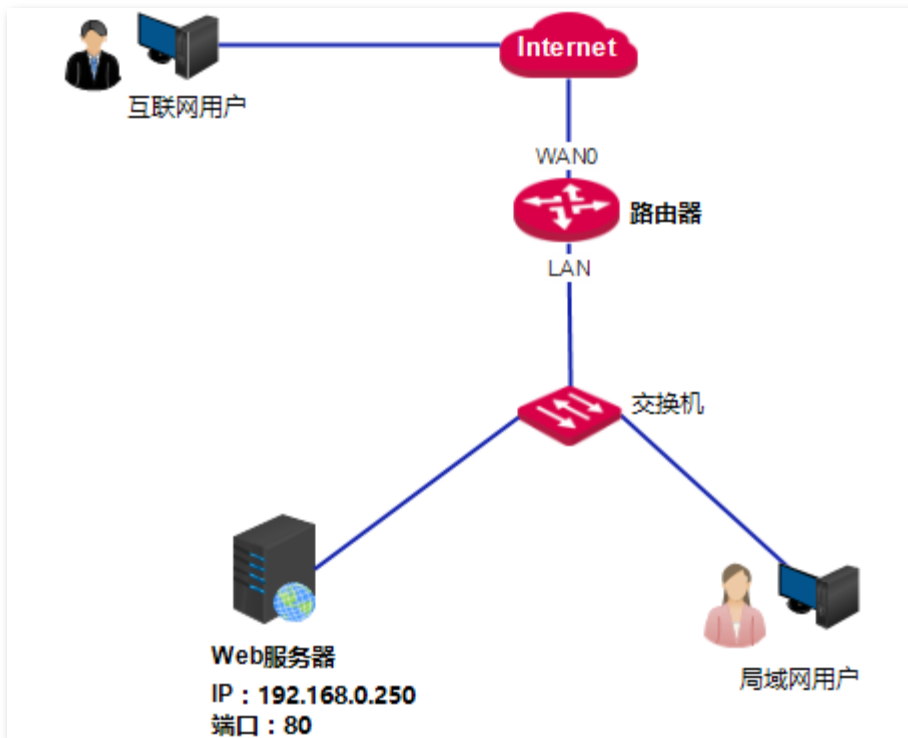 Internet
互联网用户
WAN0
路由器
LAN
交换机
Web服务器
IP：192.168.0.250
端口：80
局域网用户